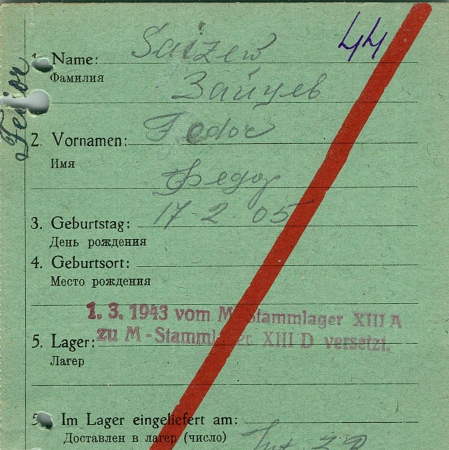 44
Fedor
1. Name: Saizew
Фамилия Зайцев
2. Vornamen: Fedor
Имя Федор
3. Geburtstag: 17-2 05
День рождения
4. Geburtsort:
Место рождения
1. 3. 1943 vom M-Stammlager XIII A
zu M-Stammlager XIII D versetzt.
5. Lager:
Лагер
Im Lager eingeliefert am:
Доставлен в лагер (число)